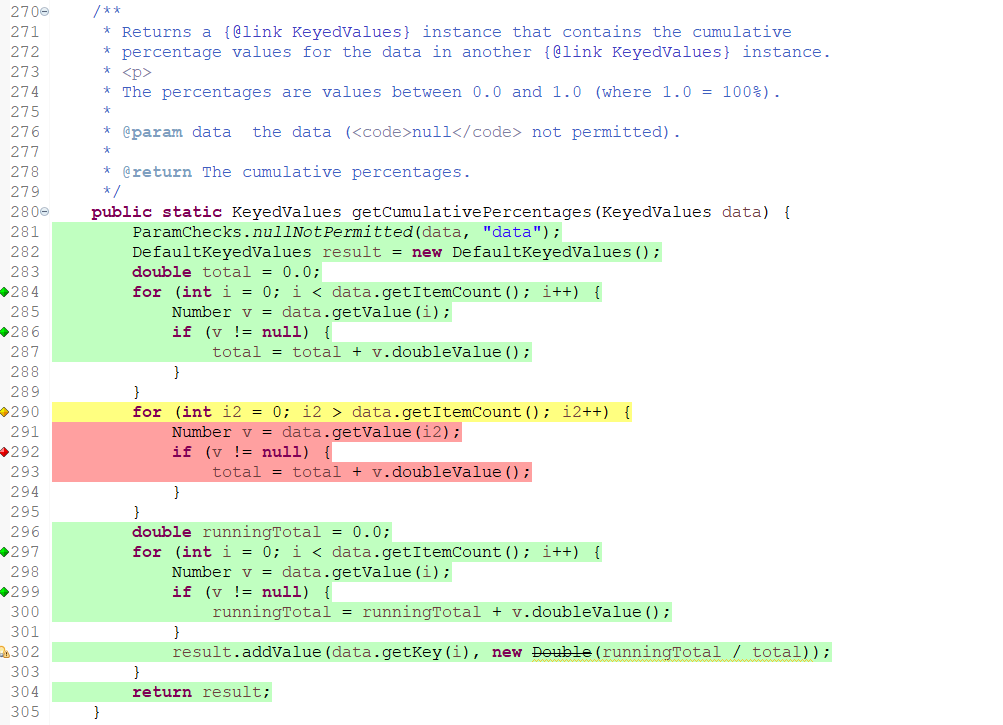 270 /**
271 * Returns a {@link KeyedValues} instance that contains the cumulative
272 * percentage values for the data in another {@link KeyedValues} instance.
273 * <p>
274 * The percentages are values between 0.0 and 1.0 (where 1.0 = 100%).
275 *
276 * @param data  the data (<code>null</code> not permitted).
277 *
278 * @return The cumulative percentages.
279 */
280 public static KeyedValues getCumulativePercentages(KeyedValues data) {
281 ParamChecks.nullNotPermitted(data, "data");
282 DefaultKeyedValues result = new DefaultKeyedValues();
283 double total = 0.0;
284 for (int i = 0; i < data.getItemCount(); i++) {
285 Number v = data.getValue(i);
286 if (v != null) {
287 total = total + v.doubleValue();
288 }
289 }
290 for (int i2 = 0; i2 > data.getItemCount(); i2++) {
291 Number v = data.getValue(i2);
292 if (v != null) {
293 total = total + v.doubleValue();
294 }
295 }
296 double runningTotal = 0.0;
297 for (int i = 0; i < data.getItemCount(); i++) {
298 Number v = data.getValue(i);
299 if (v != null) {
300 runningTotal = runningTotal + v.doubleValue();
301 }
302 result.addValue(data.getKey(i), new Double(runningTotal / total));
303 }
304 return result;
305 }